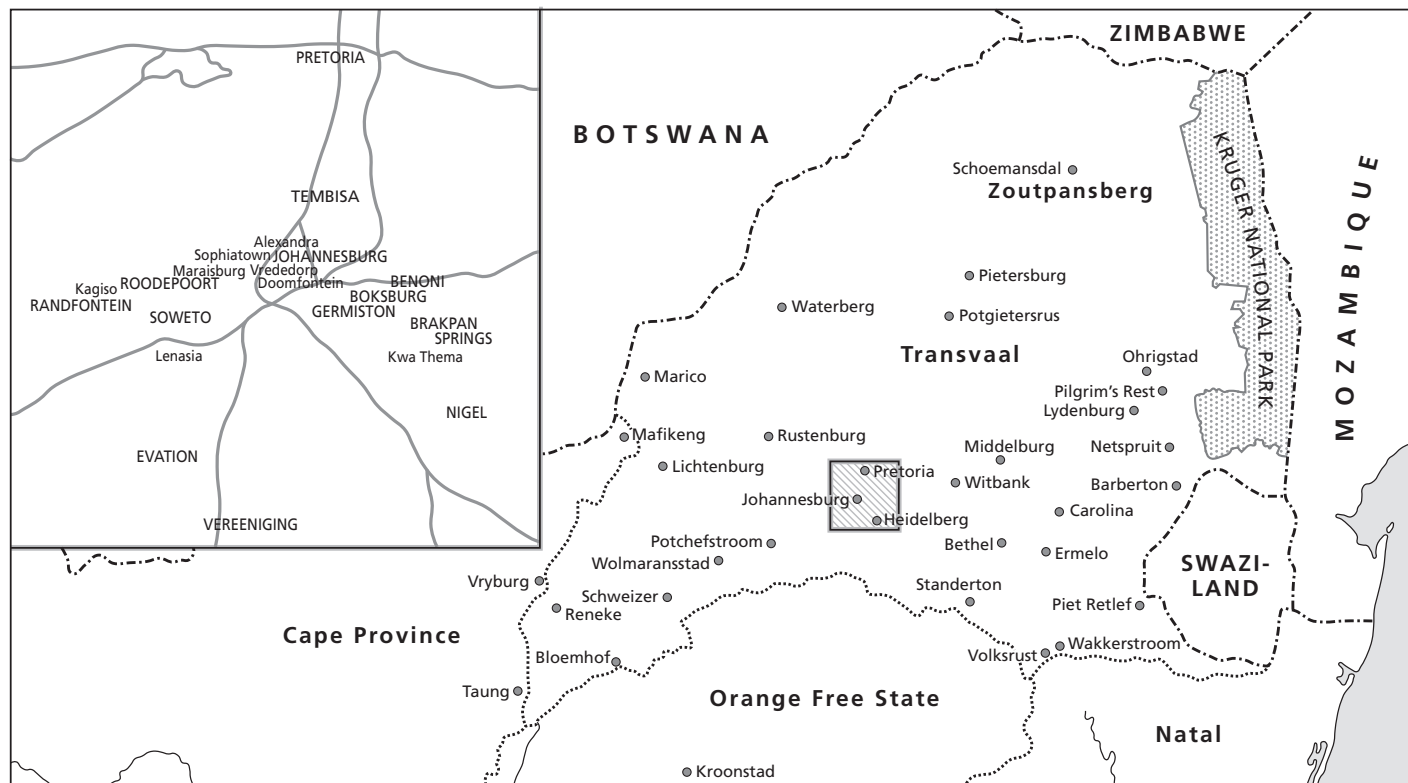 PRETORIA
TEMBISA
Alexandra
Sophiatown
JOHANNESBURG
Maraisburg
Vrededorp
Doornfontein
ROODEPOORT
Kagiso
RANDFONTEIN
SOWETO
Lenasia
BENONI
BOKSBURG
GERMISTON
BRAKPAN
SPRINGS
Kwa Thema
NIGEL
EVATION
VEREENIGING
ZIMBABWE
BOTSWANA
MOZAMBIQUE
KRUGER NATIONAL PARK
Schoemansdal
Zoutpansberg
Pietersburg
Waterberg
Potgietersrus
Transvaal
Ohrigstad
Marico
Pilgrim's Rest
Lydenburg
Mafikeng
Rustenburg
Middelburg
Netspruit
Lichtenburg
Pretoria
Witbank
Barberton
Johannesburg
Heidelberg
Carolina
Potchefstroom
Bethel
Ermelo
Wolmaransstad
SWAZI-
LAND
Vryburg
Schweizer
Reneke
Standerton
Piet Retlef
Cape Province
Bloemhof
Volksrust
Wakkerstroom
Taung
Orange Free State
Natal
Kroonstad